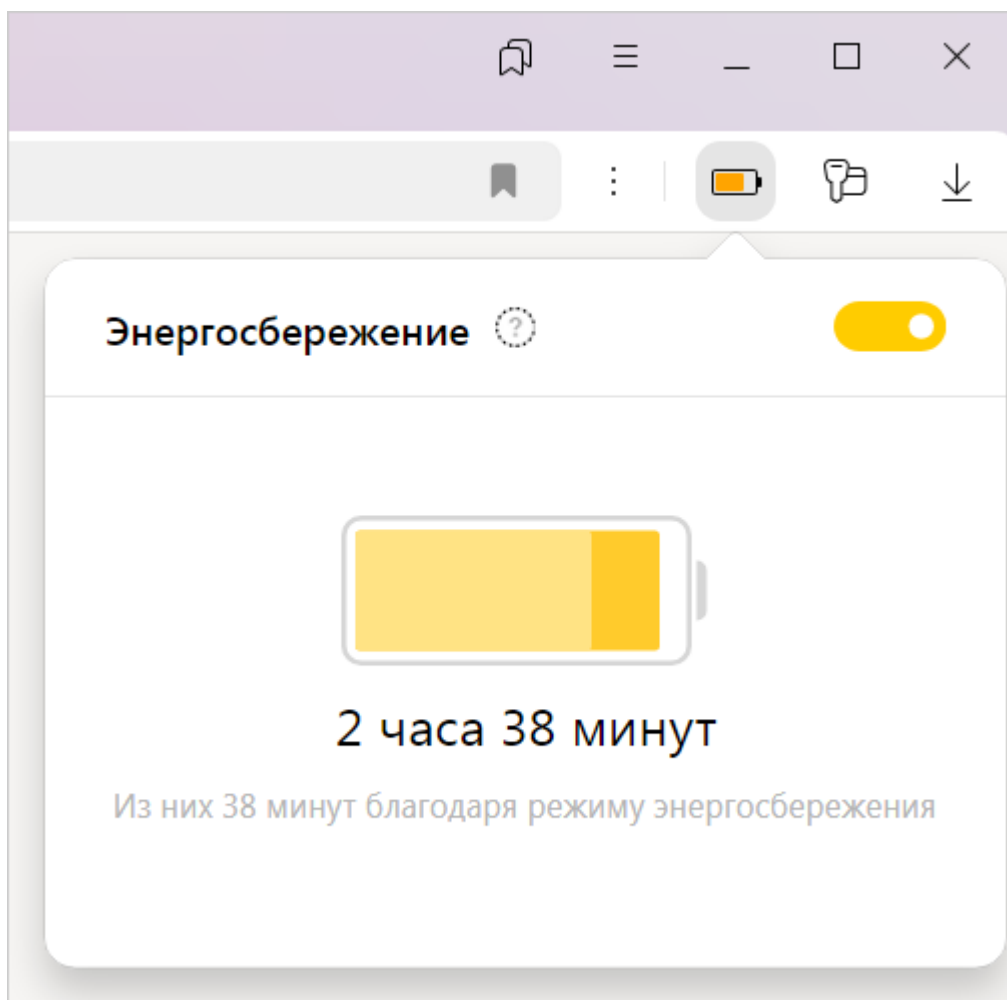 Энергосбережение ?
2 часа 38 минут
Из них 38 минут благодаря режиму энергосбережения